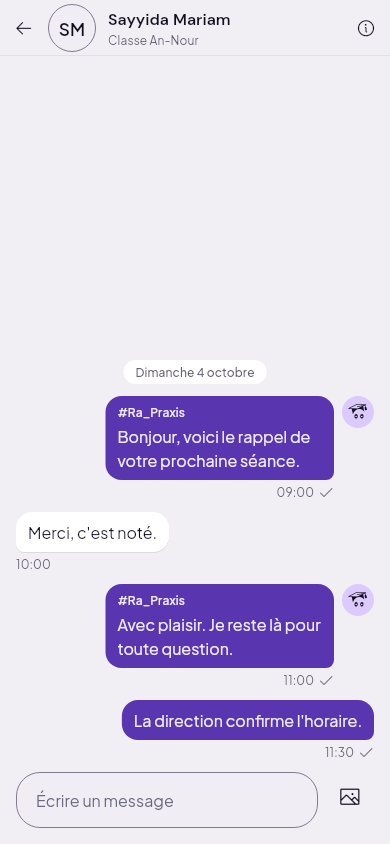 SM
Sayyida Mariam
Classe An-Nour
Dimanche 4 octobre
#Ra_Praxis
Bonjour, voici le rappel de
votre prochaine séance.
09:00
Merci, c'est noté.
10:00
#Ra_Praxis
Avec plaisir. Je reste là pour
toute question.
11:00
La direction confirme l'horaire.
11:30
Écrire un message